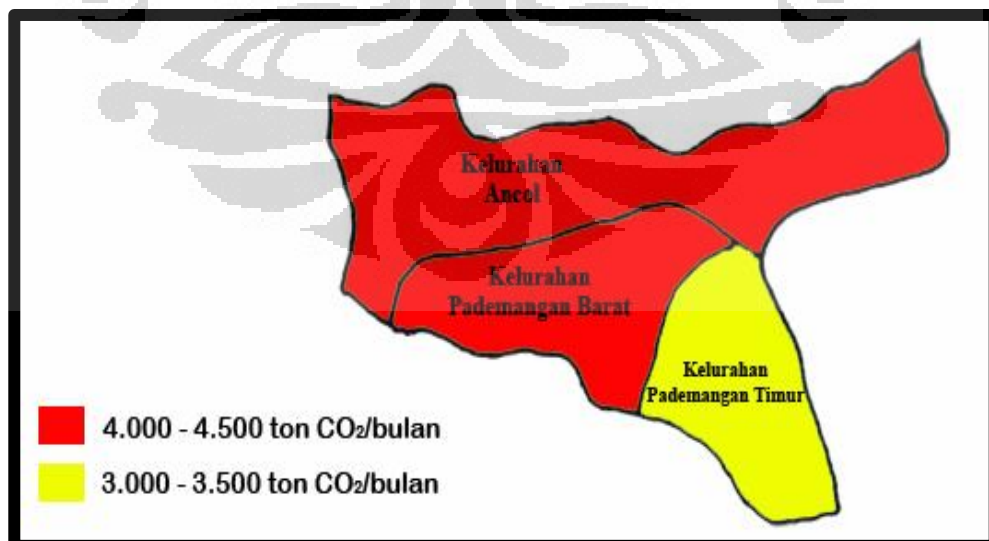 Kelurahan
Ancol
Kelurahan
Pademangan Barat
Kelurahan
Pademangan Timur
4.000 - 4.500 ton CO₂/bulan
3.000 - 3.500 ton CO₂/bulan